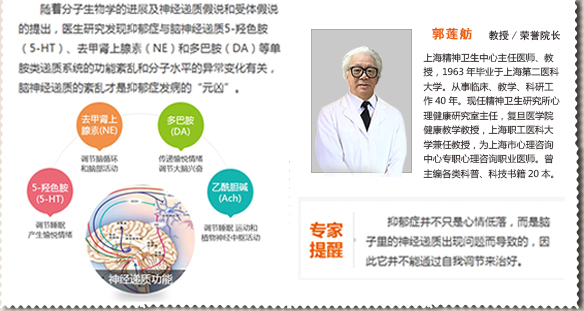 随着分子生物学的进展及神经递质假说和受体假说
的提出，医生研究发现抑郁症与脑神经递质5-羟色胺
（5-HT）、去甲肾上腺素（NE）和多巴胺（DA）等单
胺类递质系统的功能紊乱和分子水平的异常变化有关，
脑神经递质的紊乱才是抑郁症发病的“元凶”。
去甲肾上
腺素(NE)
调节脑循环
和脑部活动
多巴胺
(DA)
传递愉悦情绪
调节大脑兴奋
5-羟色胺
(5-HT)
调节睡眠
产生愉悦情绪
乙酰胆碱
(Ach)
调节睡眠 运动和
植物神经中枢活动
神经递质功能
郭莲舫 教授／荣誉院长
上海精神卫生中心主任医师、教
授，1963 年毕业于上海第二医科
大学。从事临床、教学、科研工
作 40 年。现任精神卫生研究所心
理健康研究室主任，复旦医学院
健康教学教授，上海职工医科大
学兼任教授，为上海市心理咨询
中心专职心理咨询职业医师。曾
主编各类科普、科技书籍 20 本。
专家
提醒
抑郁症并不只是心情低落，而是脑
子里的神经递质出现问题而导致的，因
此它并不能通过自我调节来治好。